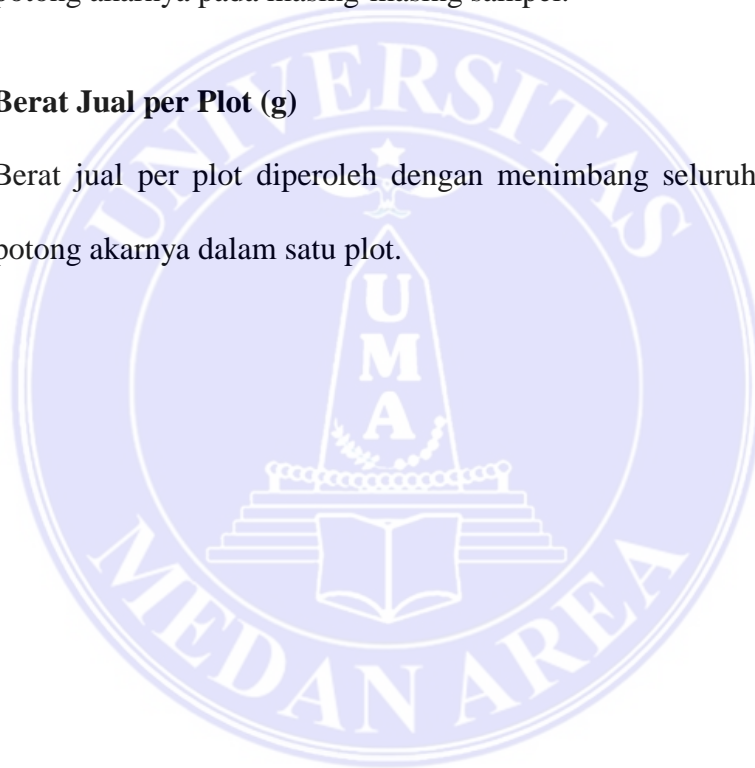 potong akarnya pada masing-masing sampel.
Berat Jual per Plot (g)
Berat jual per plot diperoleh dengan menimbang seluruh
potong akarnya dalam satu plot.
UNIVERSITAS
UMA
MEDAN AREA